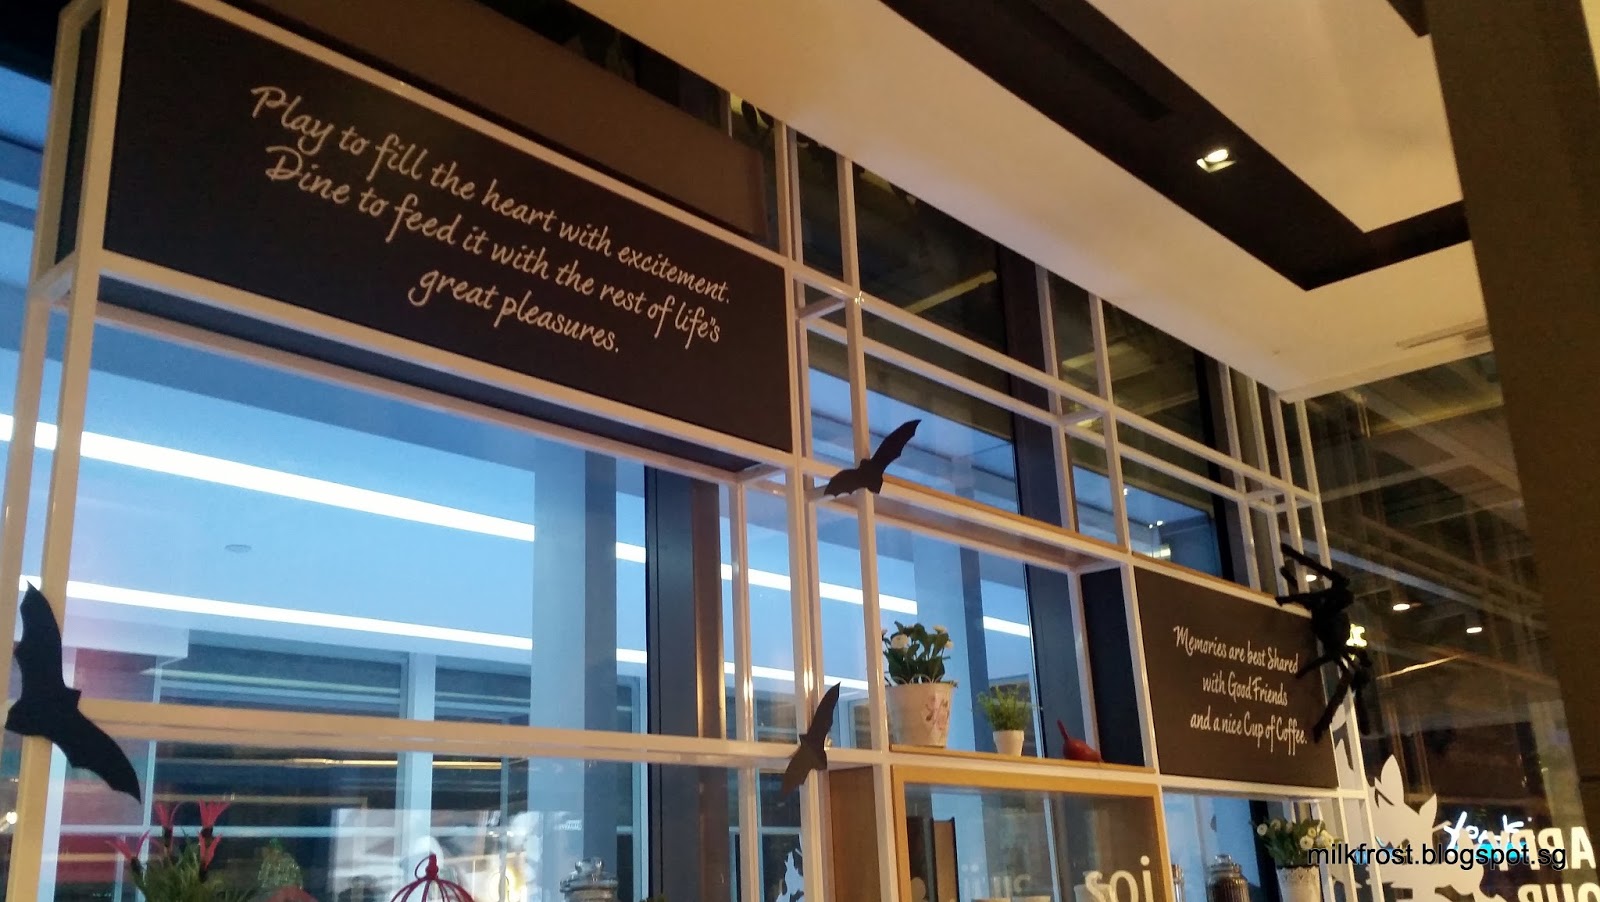 Play to fill the heart with excitement.
Dine to feed it with the rest of life"s
great pleasures.
Memories are best Shared
with Good Friends
and a nice Cup of Coffee.
milkfrost.blogspot.sg